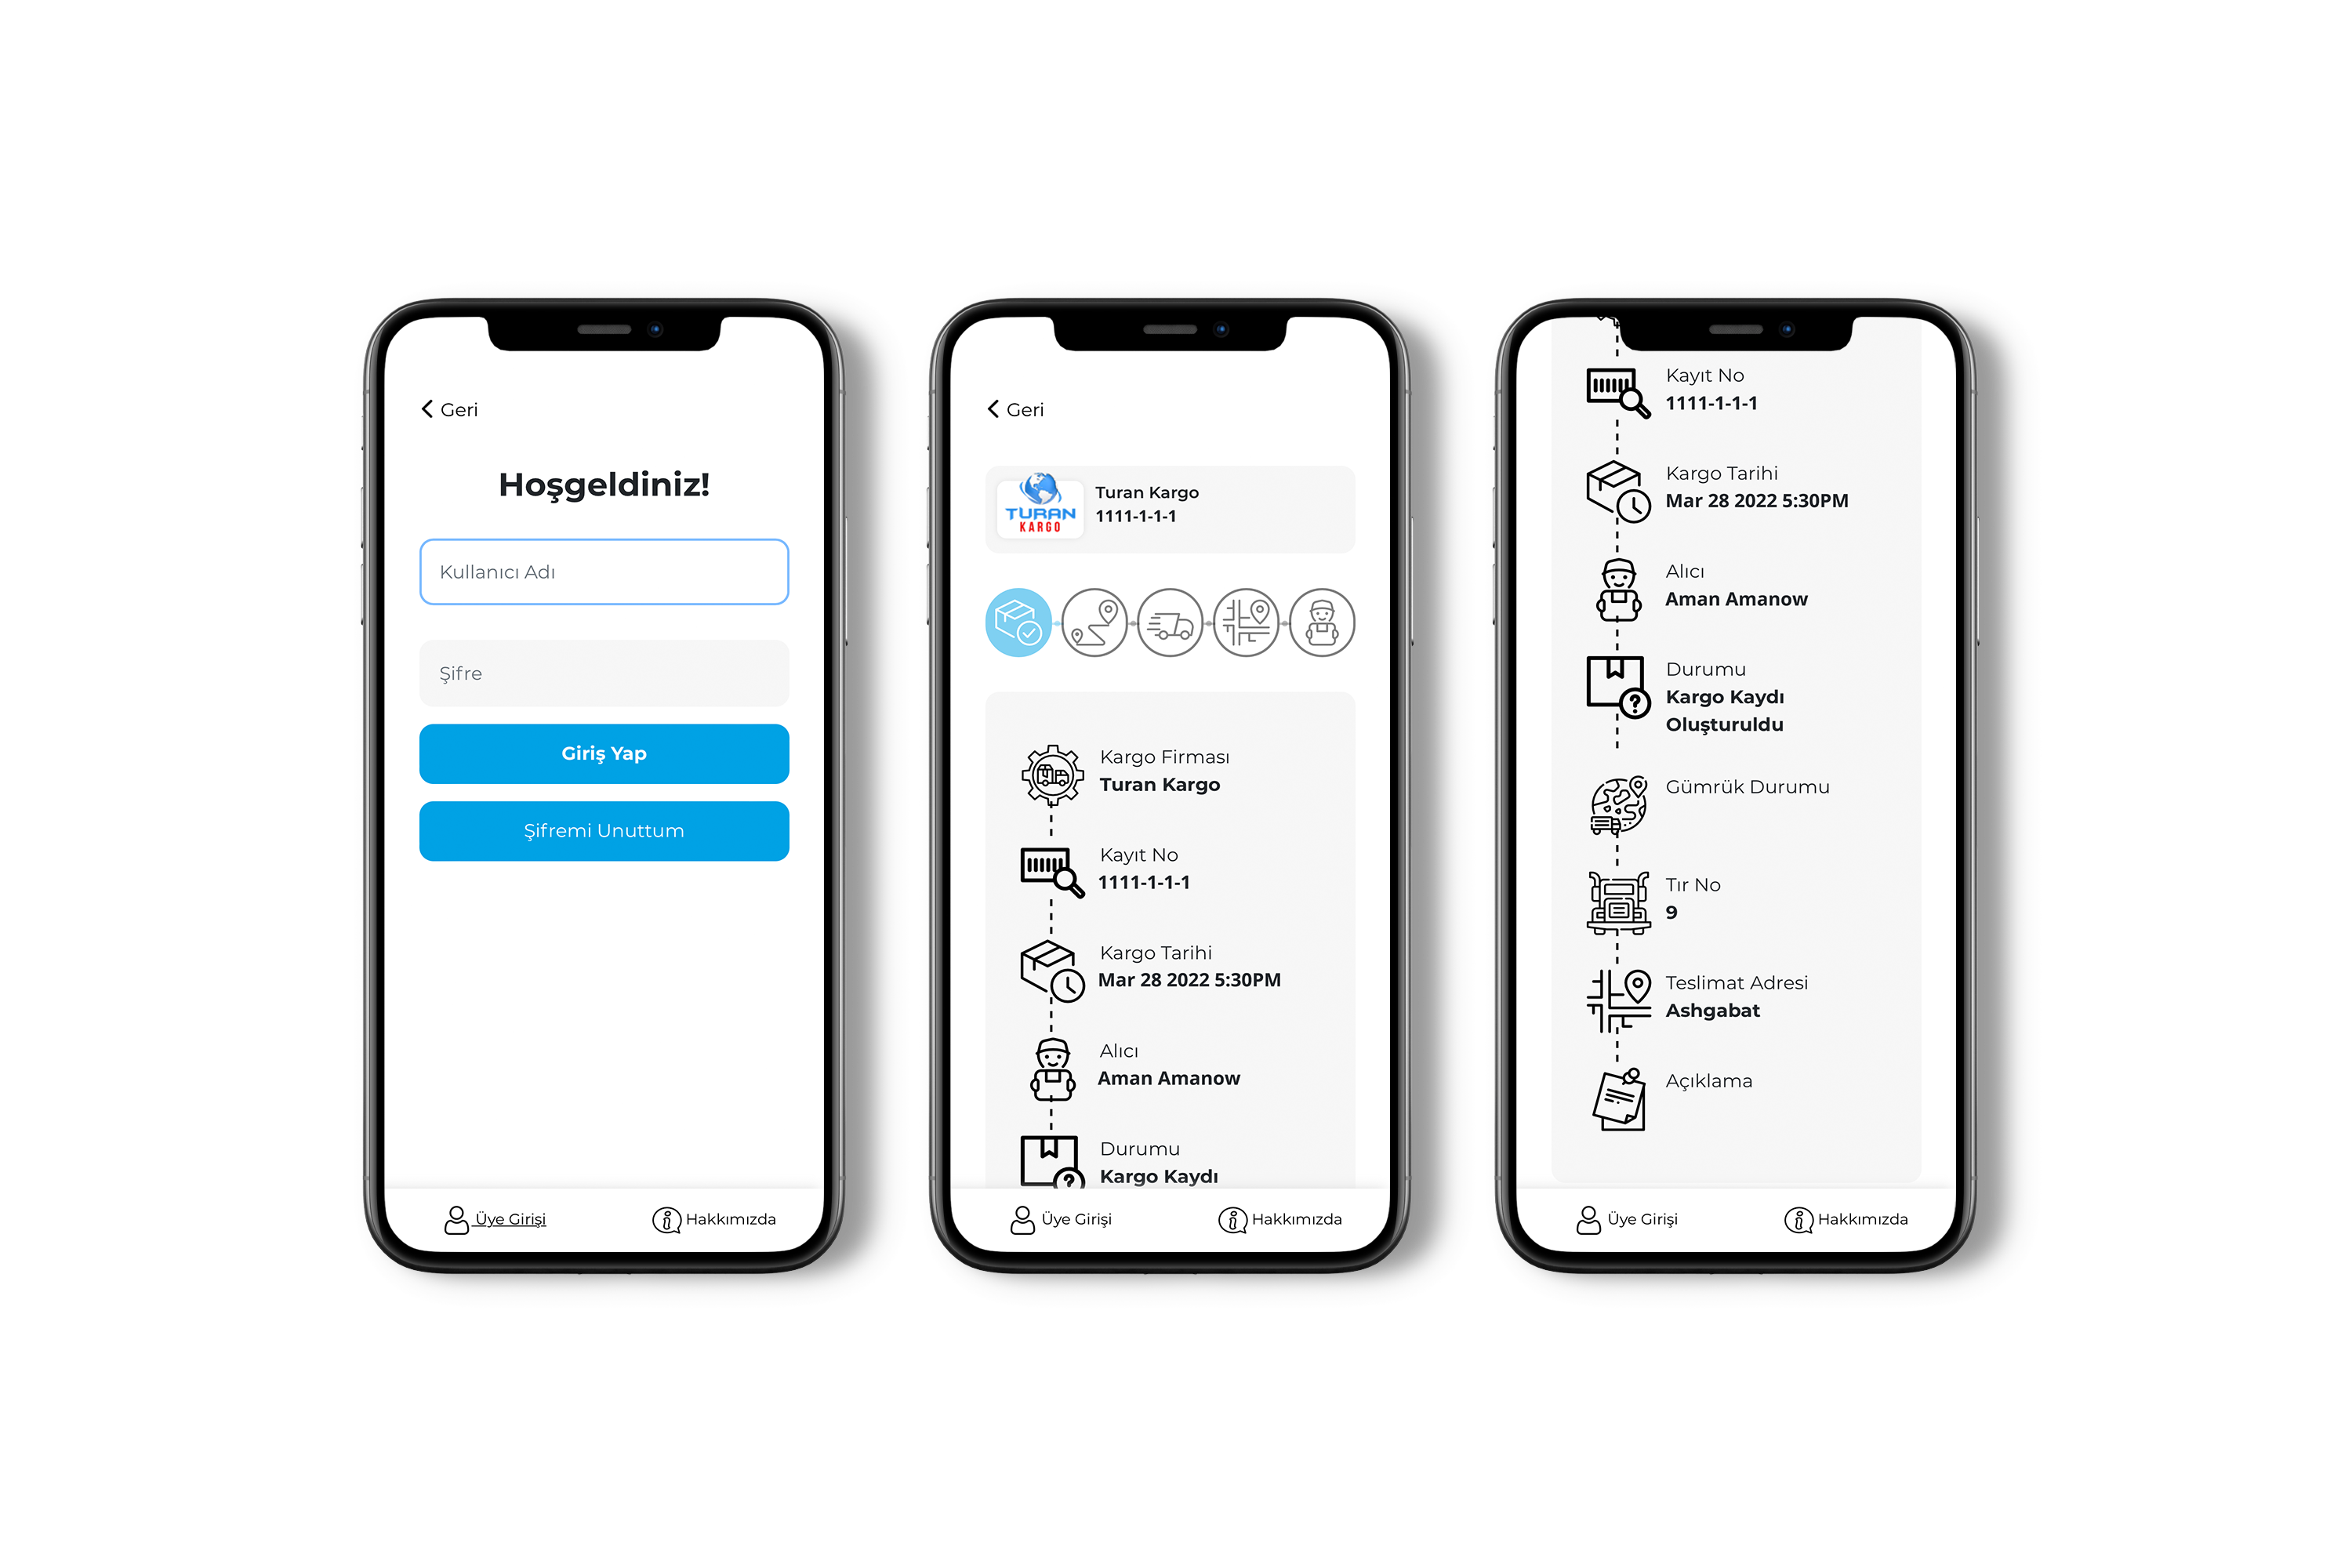 Geri
Hoşgeldiniz!
Kullanıcı Adı
Şifre
Giriş Yap
Şifremi Unuttum
Üye Girişi
Hakkımızda
Geri
TURAN
KARGO
Turan Kargo
1111-1-1-1
Kargo Firması
Turan Kargo
Kayıt No
1111-1-1-1
Kargo Tarihi
Mar 28 2022 5:30PM
Alıcı
Aman Amanow
Durumu
Kargo Kaydı
Üye Girişi
Hakkımızda
Kayıt No
1111-1-1-1
Kargo Tarihi
Mar 28 2022 5:30PM
Alıcı
Aman Amanow
Durumu
Kargo Kaydı
Oluşturuldu
Gümrük Durumu
Tır No
9
Teslimat Adresi
Ashgabat
Açıklama
Üye Girişi
Hakkımızda